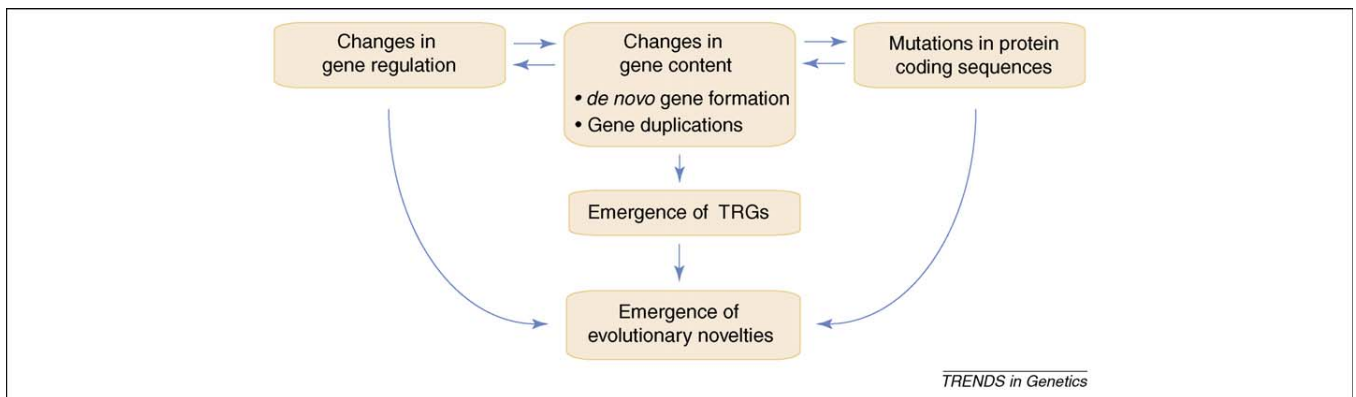 Changes in
gene regulation
Changes in
gene content
• de novo gene formation
• Gene duplications
Mutations in protein
coding sequences
Emergence of TRGs
Emergence of
evolutionary novelties
TRENDS in Genetics